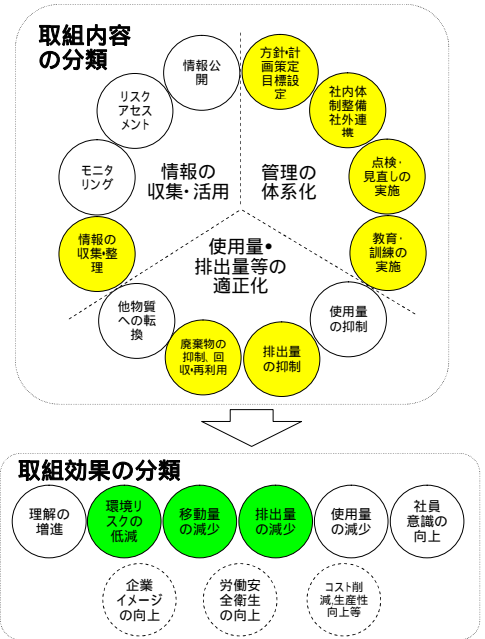 取組内容
の分類
情報公
開
方針・計
画策定
目標設
定
リスク
アセス
メント
社内体
制整備
社外連
携
モニタ
リング
情報の
収集・活用
管理の
体系化
点検・
見直しの
実施
情報の
収集・整
理
使用量・
排出量等の
適正化
教育・
訓練の
実施
他物質
への転
換
使用量
の抑制
廃棄物の
抑制、回
収・再利用
排出量
の抑制
取組効果の分類
理解の
増進
環境リ
スクの
低減
移動量
の減少
排出量
の減少
使用量
の減少
社員
意識の
向上
企業
イメージ
の向上
労働安
全衛生
の向上
コスト削
減,生産性
向上等